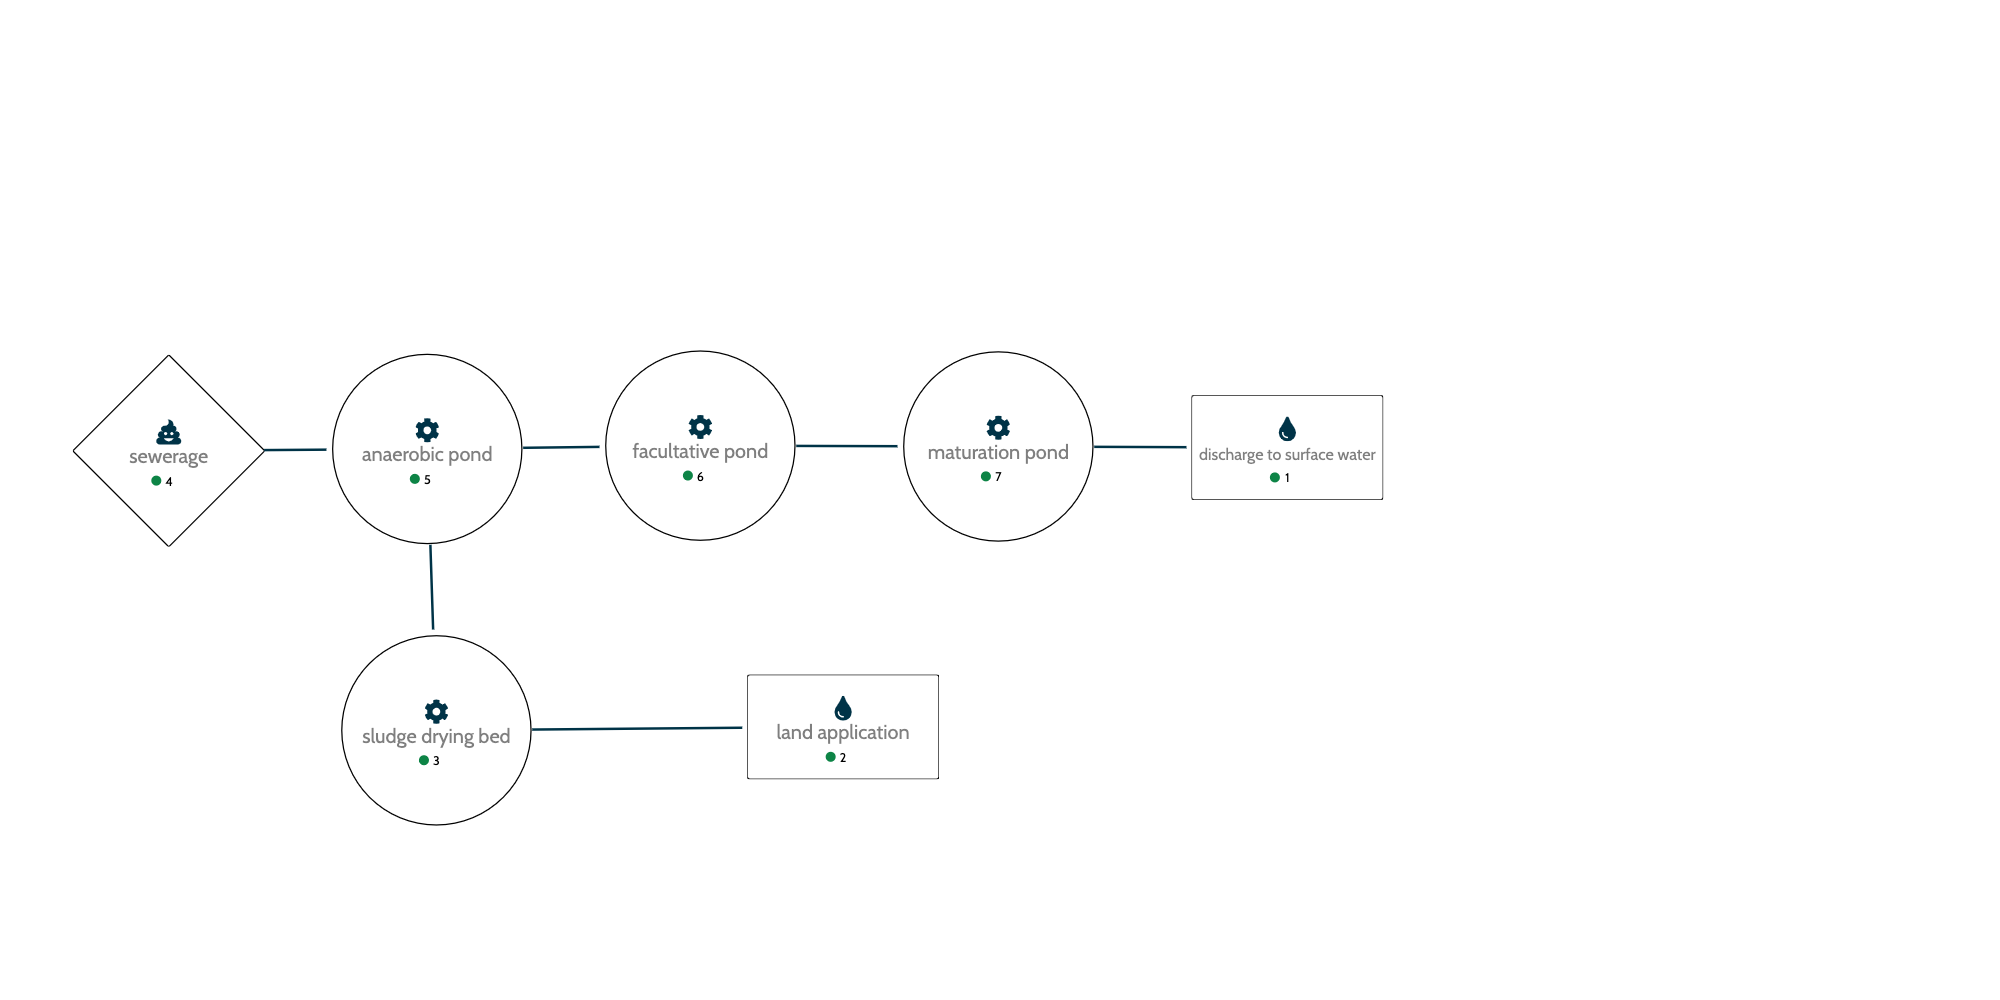 sewerage
4
anaerobic pond
5
facultative pond
6
maturation pond
7
discharge to surface water
1
sludge drying bed
3
land application
2